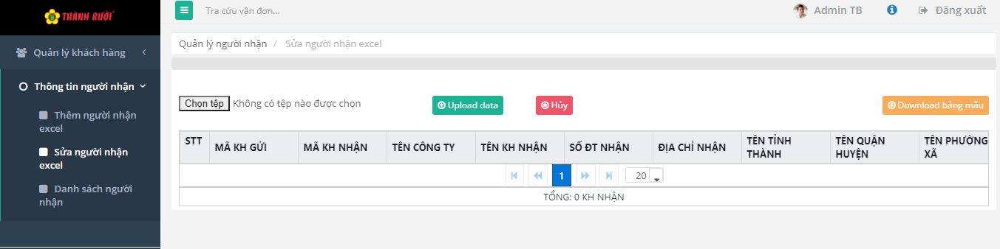 THÀNH BƯỞI
Tra cứu vận đơn...
Admin TB
Đăng xuất
Quản lý khách hàng
Thông tin người nhận
Thêm người nhận
excel
Sửa người nhận
excel
Danh sách người
nhận
Quản lý người nhận / Sửa người nhận excel
Chọn tệp Không có tệp nào được chọn
Upload data
Hủy
Download bảng mẫu
STT
MÃ KH GỬI
MÃ KH NHẬN
TÊN CÔNG TY
TÊN KH NHẬN
SỐ ĐT NHẬN
ĐỊA CHỈ NHẬN
TÊN TỈNH
THÀNH
TÊN QUẬN
HUYỆN
TÊN PHƯỜNG
XÃ
1
20
TỔNG: 0 KH NHẬN